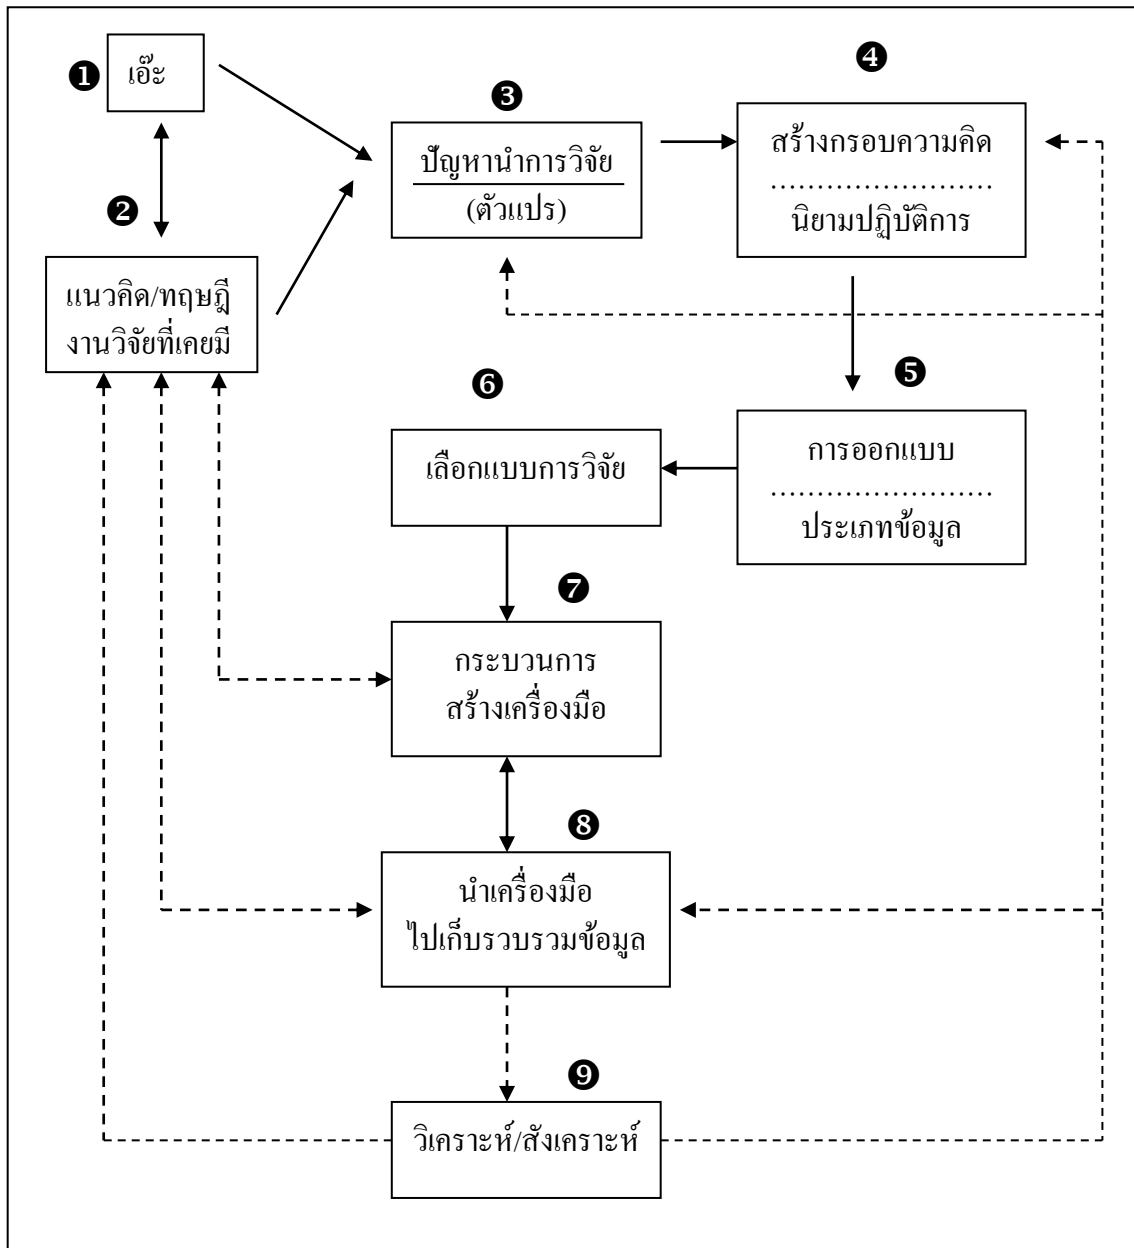 ❶ เอ๊ะ
❷
แนวคิด/ทฤษฎี
งานวิจัยที่เคยมี
❸
ปัญหานำการวิจัย
(ตัวแปร)
❹
สร้างกรอบความคิด
........................
นิยามปฏิบัติการ
❺
การออกแบบ
........................
ประเภทข้อมูล
❻
เลือกแบบการวิจัย
❼
กระบวนการ
สร้างเครื่องมือ
❽
นำเครื่องมือ
ไปเก็บรวบรวมข้อมูล
❾
วิเคราะห์/สังเคราะห์